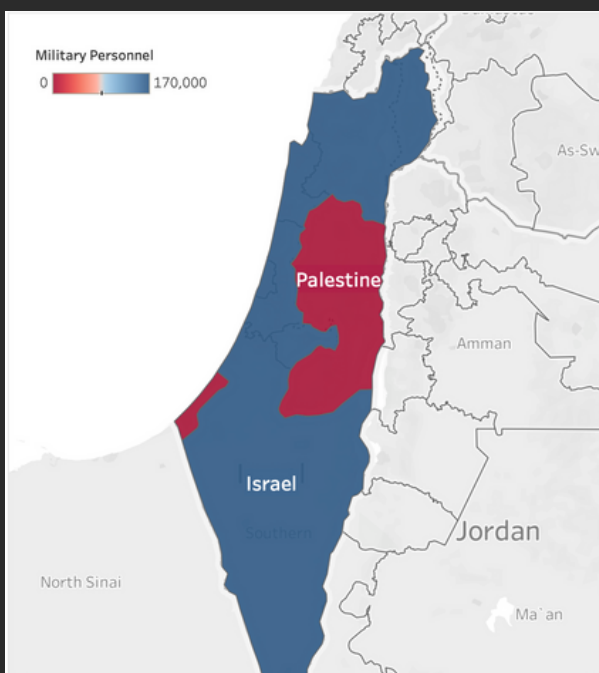 Military Personnel
0 170,000
As-Sw
Palestine
Amman
Israel
Southern
Jordan
North Sinai
Ma`an